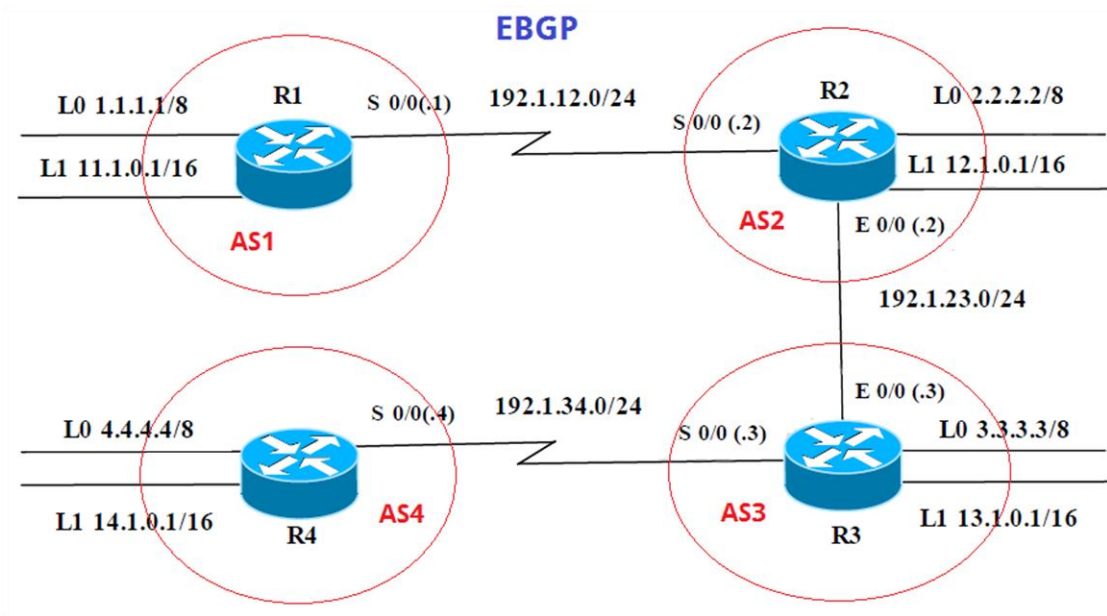 EBGP
L0 1.1.1.1/8
R1
S 0/0(.1)
192.1.12.0/24
S 0/0 (.2)
R2
L0 2.2.2.2/8
L1 11.1.0.1/16
L1 12.1.0.1/16
AS1
AS2
E 0/0 (.2)
192.1.23.0/24
L0 4.4.4.4/8
S 0/0(.4)
192.1.34.0/24
S 0/0 (.3)
E 0/0 (.3)
L0 3.3.3.3/8
L1 14.1.0.1/16
R4
AS4
AS3
R3
L1 13.1.0.1/16